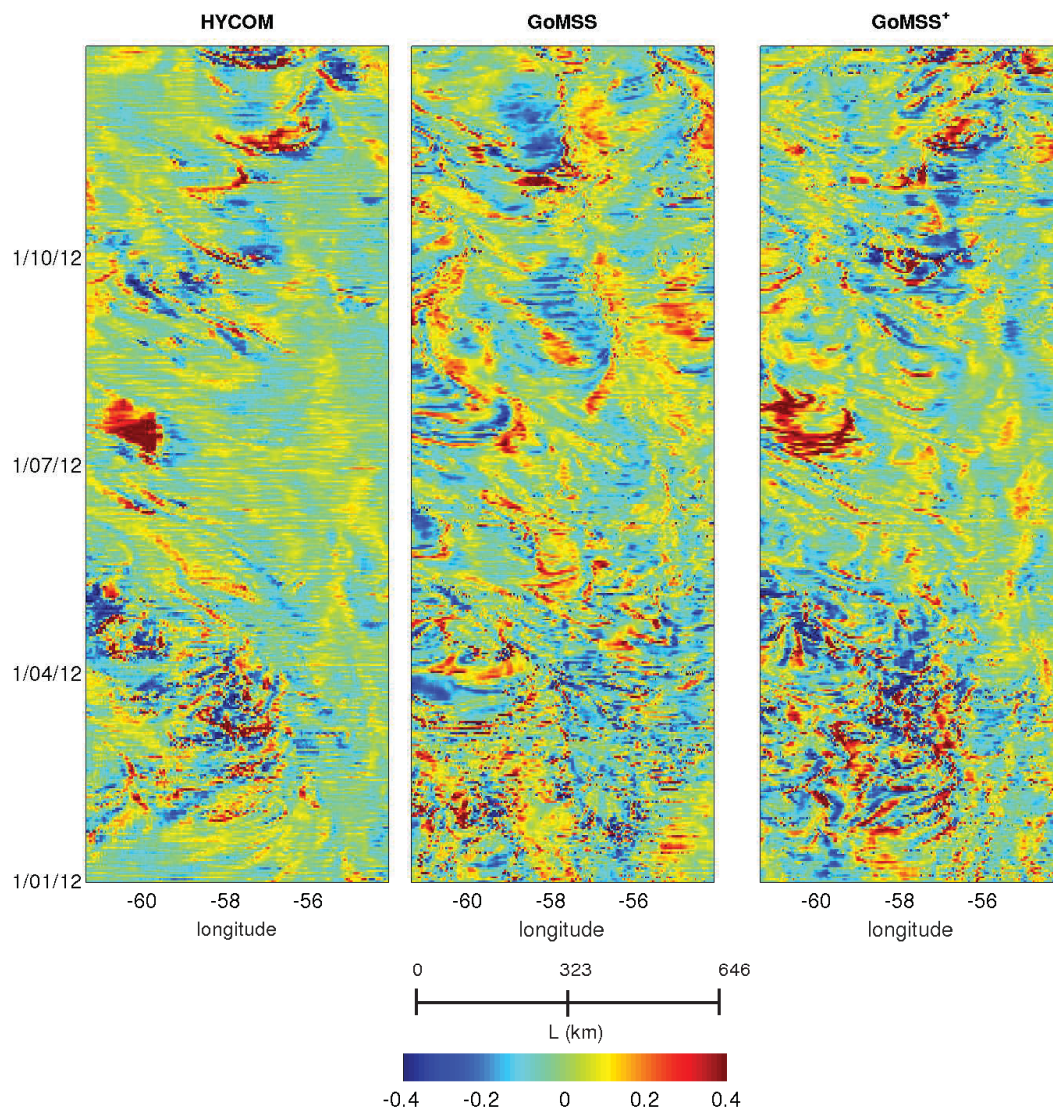 HYCOM GoMSS GoMSS⁺
1/10/12
1/07/12
1/04/12
1/01/12
-60 -58 -56 -60 -58 -56 -60 -58 -56
longitude longitude longitude
0 323 646
L (km)
-0.4 -0.2 0 0.2 0.4